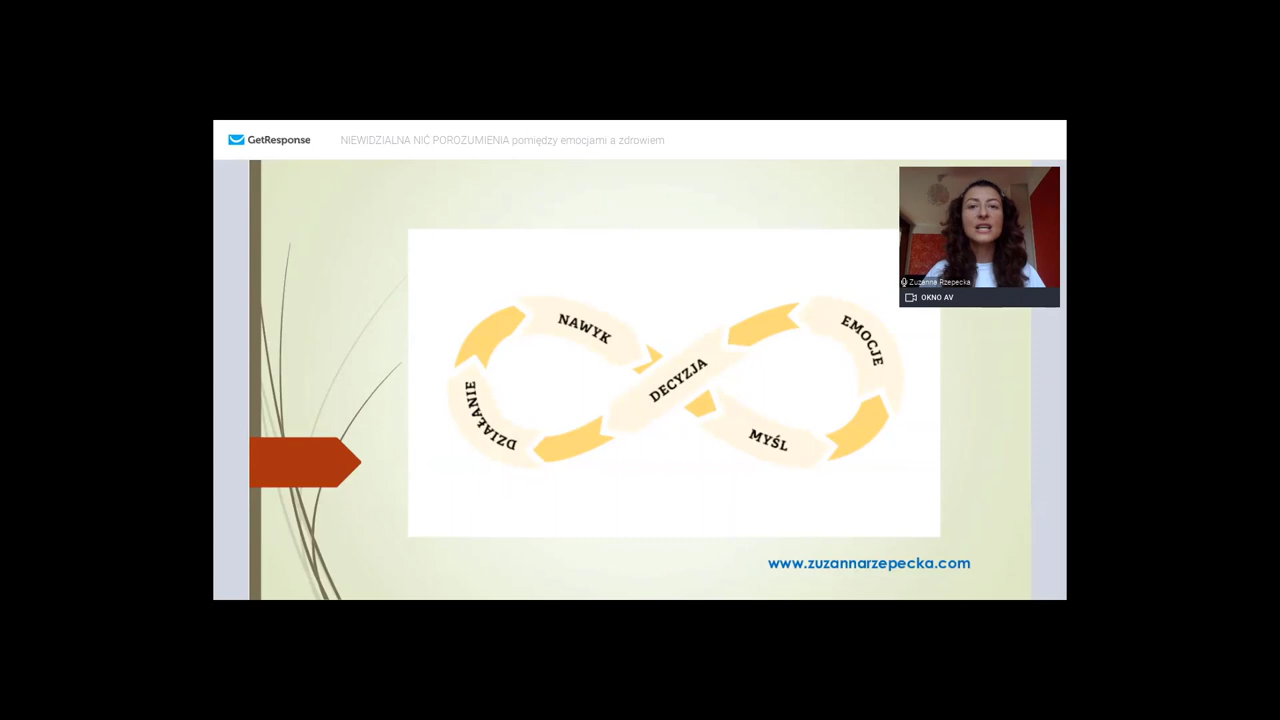 GetResponse
NIEWIDZIALNA NIĆ POROZUMIENIA pomiędzy emocjami a zdrowiem
Zuzanna Rzepecka
OKNO AV
NAWYK
EMOCJE
DECYZJA
DZIAŁANIE
MYŚL
www.zuzannarzepecka.com